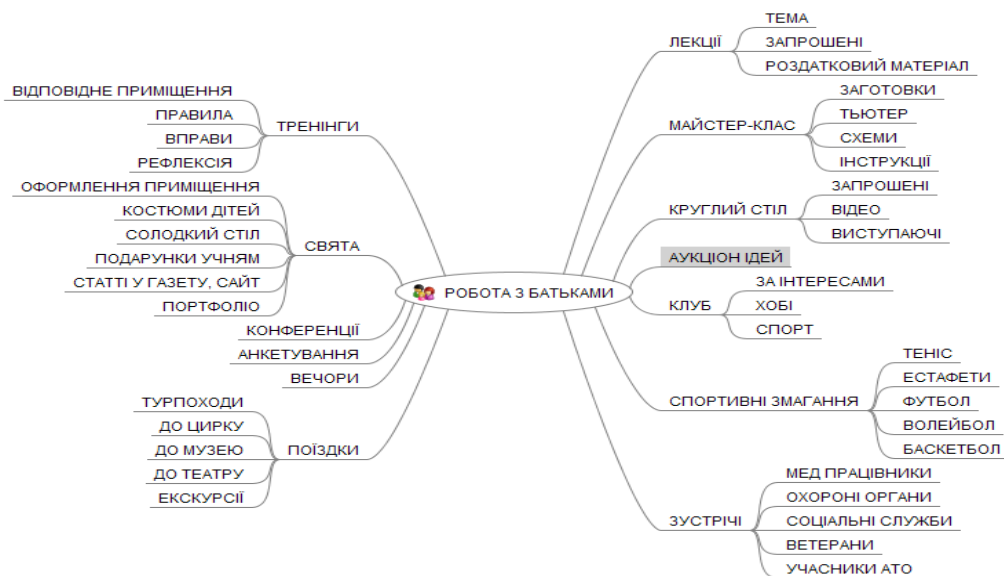 РОБОТА З БАТЬКАМИ
ТРЕНІНГИ
ВІДПОВІДНЕ ПРИМІЩЕННЯ
ПРАВИЛА
ВПРАВИ
РЕФЛЕКСІЯ
СВЯТА
ОФОРМЛЕННЯ ПРИМІЩЕННЯ
КОСТЮМИ ДІТЕЙ
СОЛОДКИЙ СТІЛ
ПОДАРУНКИ УЧНЯМ
СТАТТІ У ГАЗЕТУ, САЙТ
ПОРТФОЛІО
КОНФЕРЕНЦІЇ
АНКЕТУВАННЯ
ВЕЧОРИ
ПОЇЗДКИ
ТУРПОХОДИ
ДО ЦИРКУ
ДО МУЗЕЮ
ДО ТЕАТРУ
ЕКСКУРСІЇ
ЛЕКЦІЇ
ТЕМА
ЗАПРОШЕНІ
РОЗДАТКОВИЙ МАТЕРІАЛ
МАЙСТЕР-КЛАС
ЗАГОТОВКИ
ТЬЮТЕР
СХЕМИ
ІНСТРУКЦІЇ
КРУГЛИЙ СТІЛ
ЗАПРОШЕНІ
ВІДЕО
ВИСТУПАЮЧІ
АУКЦІОН ІДЕЙ
КЛУБ
ЗА ІНТЕРЕСАМИ
ХОБІ
СПОРТ
СПОРТИВНІ ЗМАГАННЯ
ТЕНІС
ЕСТАФЕТИ
ФУТБОЛ
ВОЛЕЙБОЛ
БАСКЕТБОЛ
ЗУСТРІЧІ
МЕД ПРАЦІВНИКИ
ОХОРОНІ ОРГАНИ
СОЦІАЛЬНІ СЛУЖБИ
ВЕТЕРАНИ
УЧАСНИКИ АТО